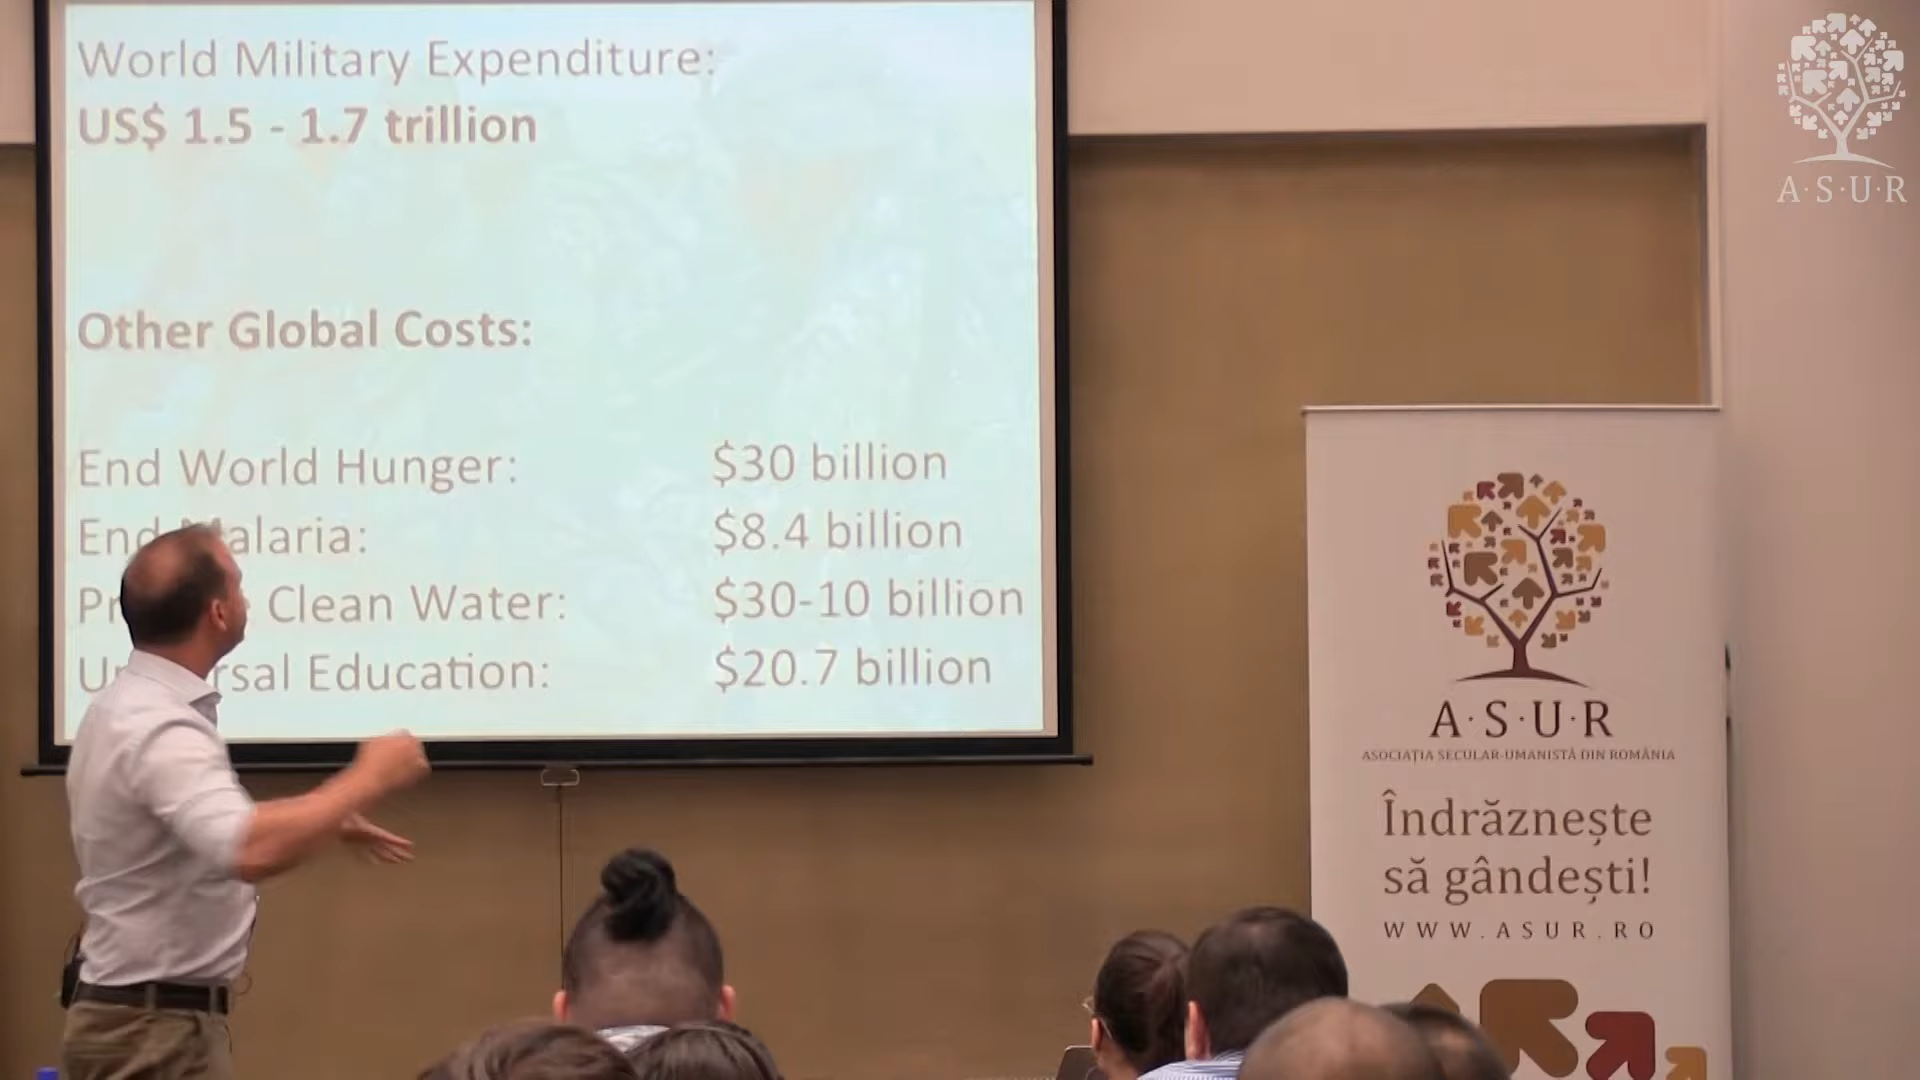 World Military Expenditure:
US$ 1.5 - 1.7 trillion
Other Global Costs:
End World Hunger: $30 billion
End Malaria: $8.4 billion
Clean Water: $30-10 billion
Education: $20.7 billion
A·S·U·R
A·S·U·R
ASOCIAȚIA SECULAR-UMANISTĂ DIN ROMÂNIA
Îndrăznește
să gândești!
WWW.ASUR.RO